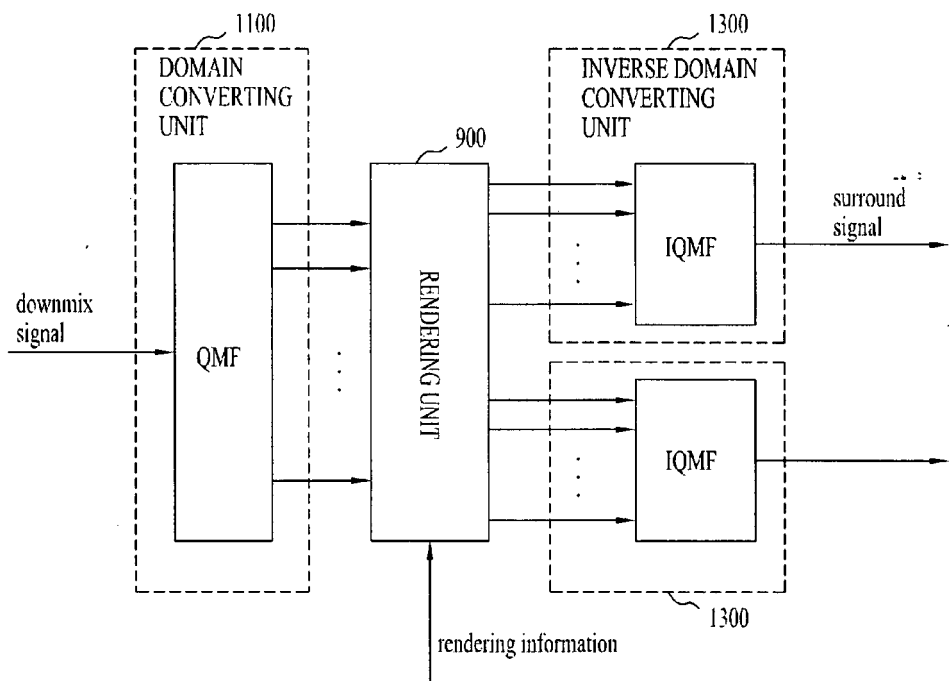 1100
1300
DOMAIN
CONVERTING
UNIT
INVERSE DOMAIN
CONVERTING
UNIT
900
surround
signal
QMF
RENDERING UNIT
IQMF
downmix
signal
IQMF
1300
rendering information